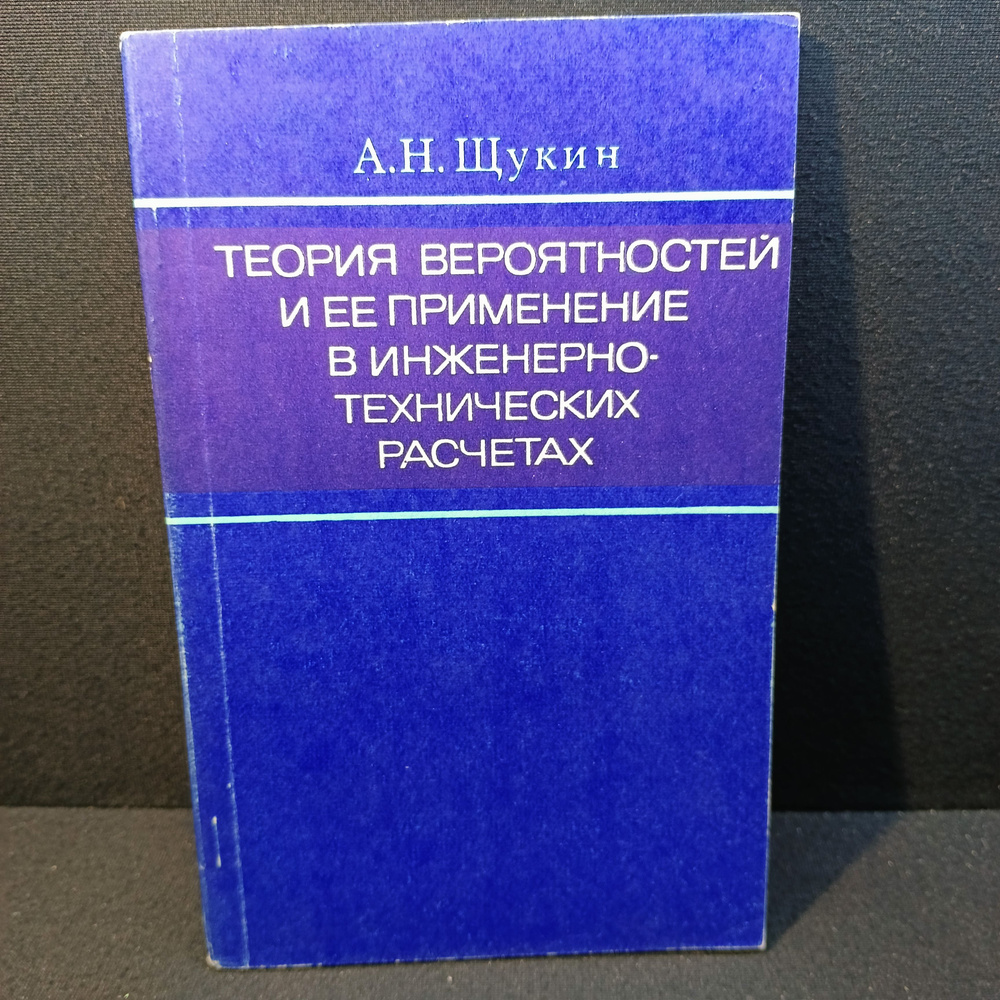 А.Н. Щукин
ТЕОРИЯ ВЕРОЯТНОСТЕЙ
И ЕЕ ПРИМЕНЕНИЕ
В ИНЖЕНЕРНО-
ТЕХНИЧЕСКИХ
РАСЧЕТАХ